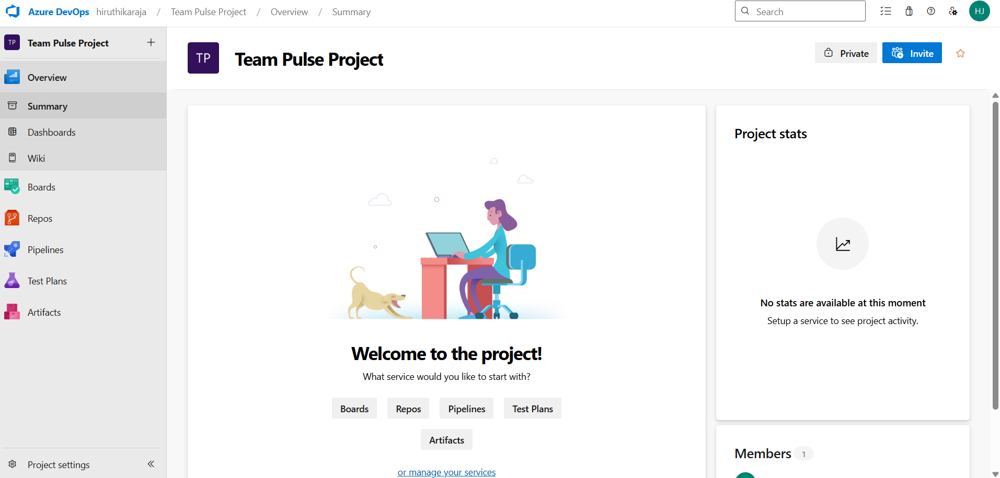 Azure DevOps hiruthikaraja / Team Pulse Project / Overview / Summary
Search
HJ
TP Team Pulse Project
Overview
Summary
Dashboards
Wiki
Boards
Repos
Pipelines
Test Plans
Artifacts
Project settings
TP Team Pulse Project
Private
Invite
Welcome to the project!
What service would you like to start with?
Boards Repos Pipelines Test Plans
Artifacts
or manage your services
Project stats
No stats are available at this moment
Setup a service to see project activity.
Members 1